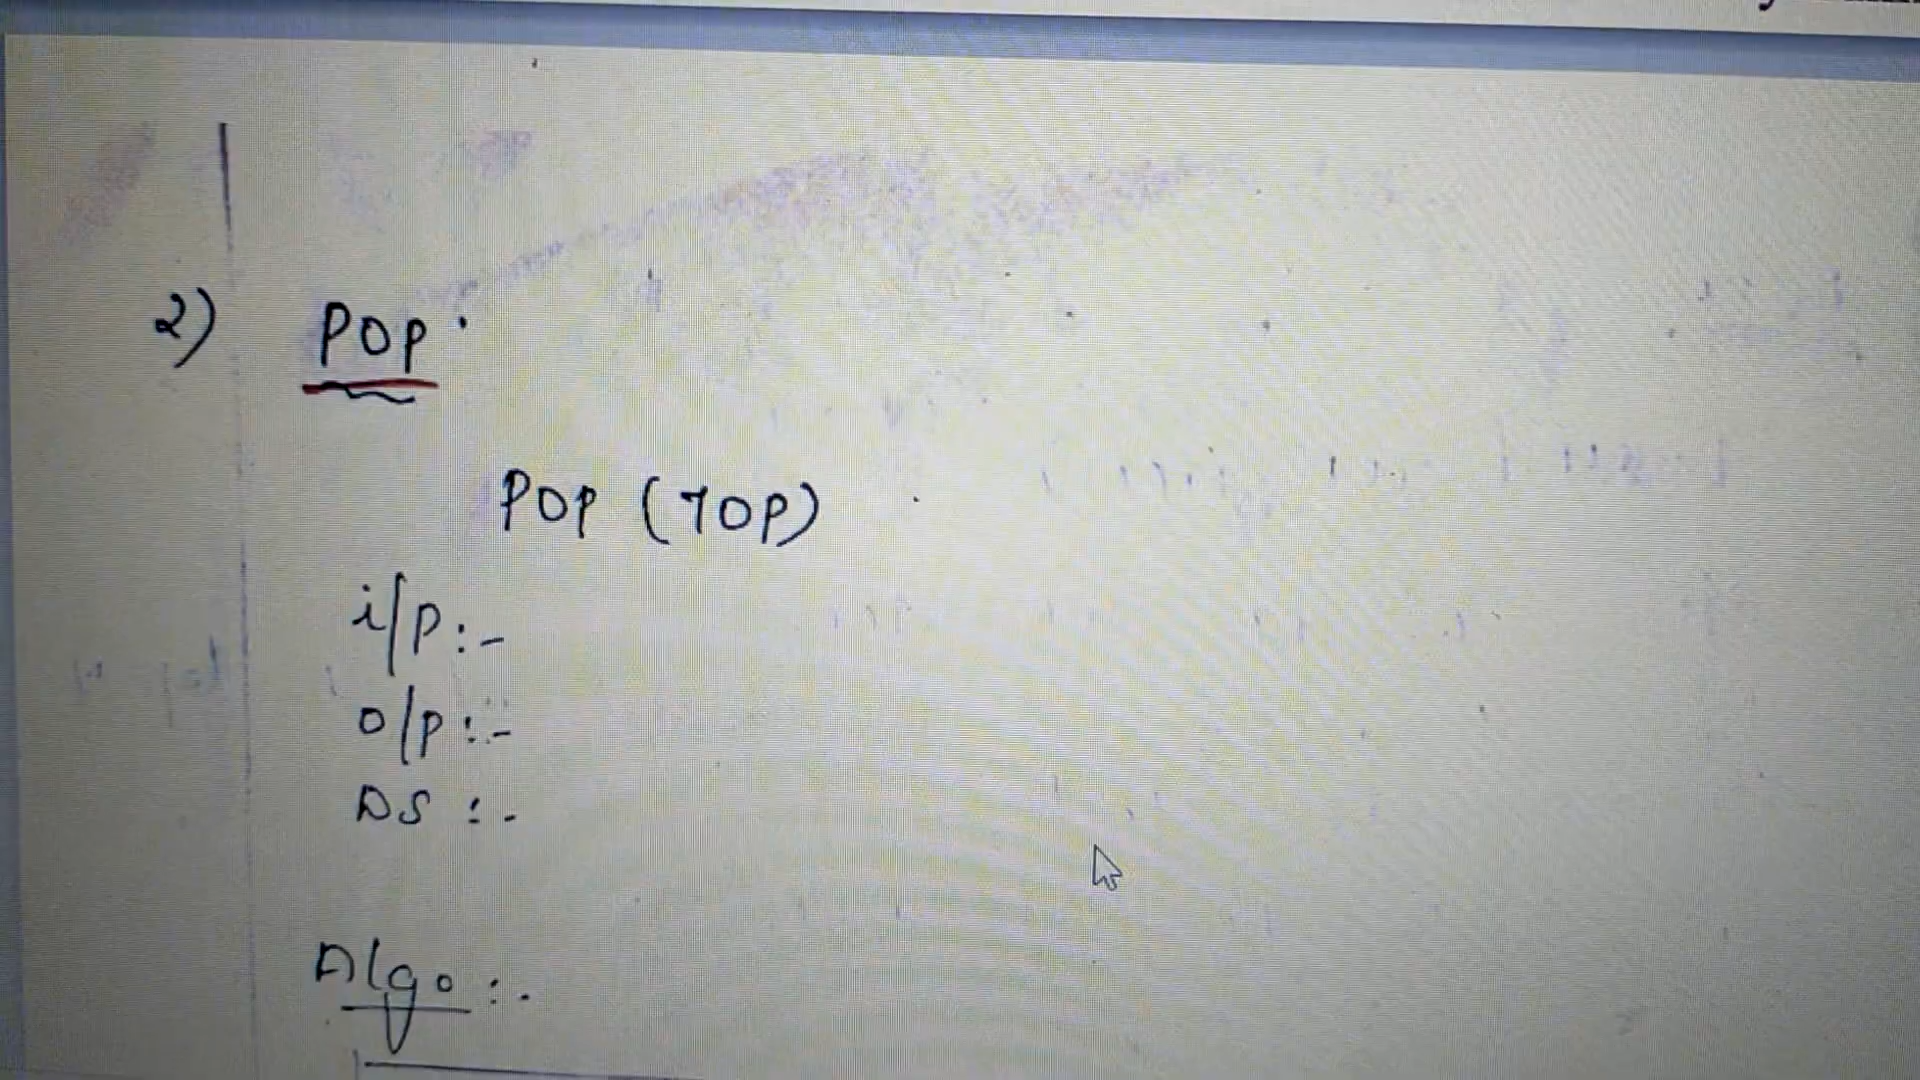 2) POP:
POP (TOP)
i/p:-
o/p:-
DS:-
Algo:-